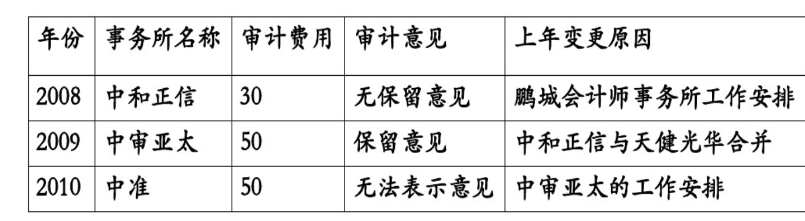 年份 事务所名称 审计费用 审计意见 上年变更原因
2008 中和正信 30 无保留意见 鹏城会计师事务所工作安排
2009 中审亚太 50 保留意见 中和正信与天健光华合并
2010 中准 50 无法表示意见 中审亚太的工作安排